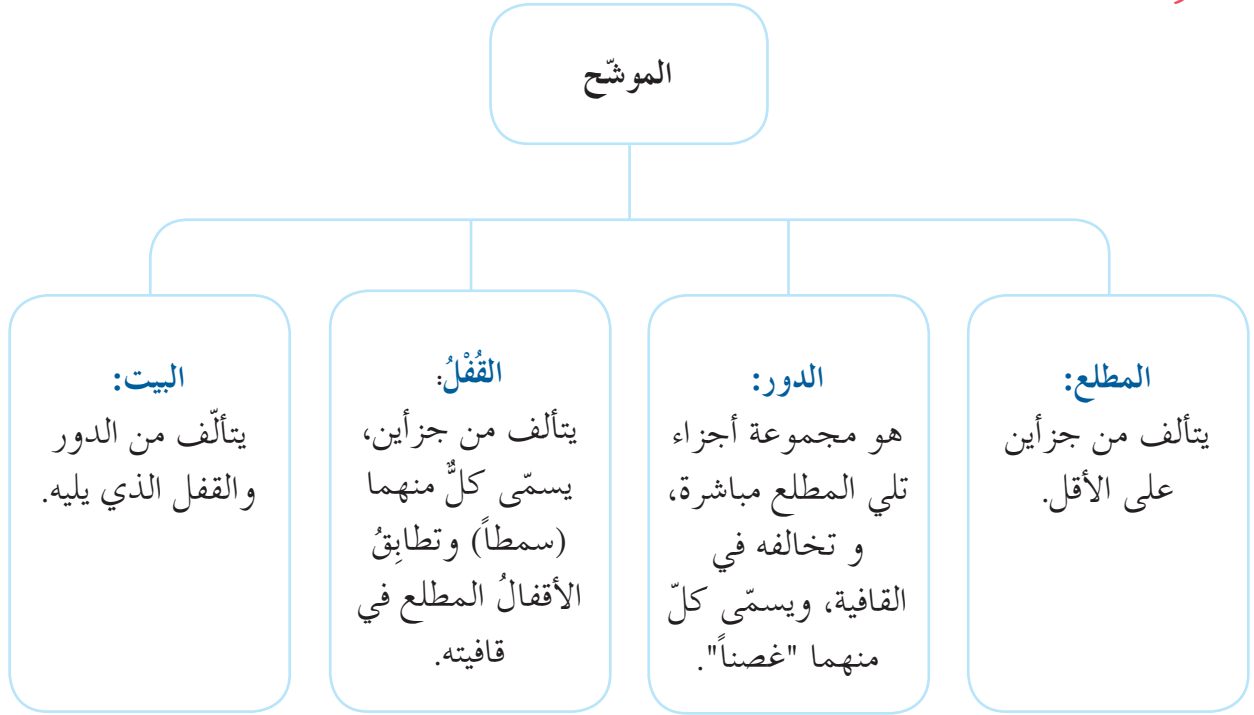 الموشّح
المطلع:
يتألف من جزأين
على الأقل.
الدور:
هو مجموعة أجزاء
تلي المطلع مباشرة،
و تخالفه في
القافية، ويسمّى كلّ
منهما "غصناً".
القُفْلُ:
يتألف من جزأين،
يسمّى كلٌّ منهما
(سمطاً) وتطابِقُ
الأقفالُ المطلع في
قافيته.
البيت:
يتألّف من الدور
والقفل الذي يليه.